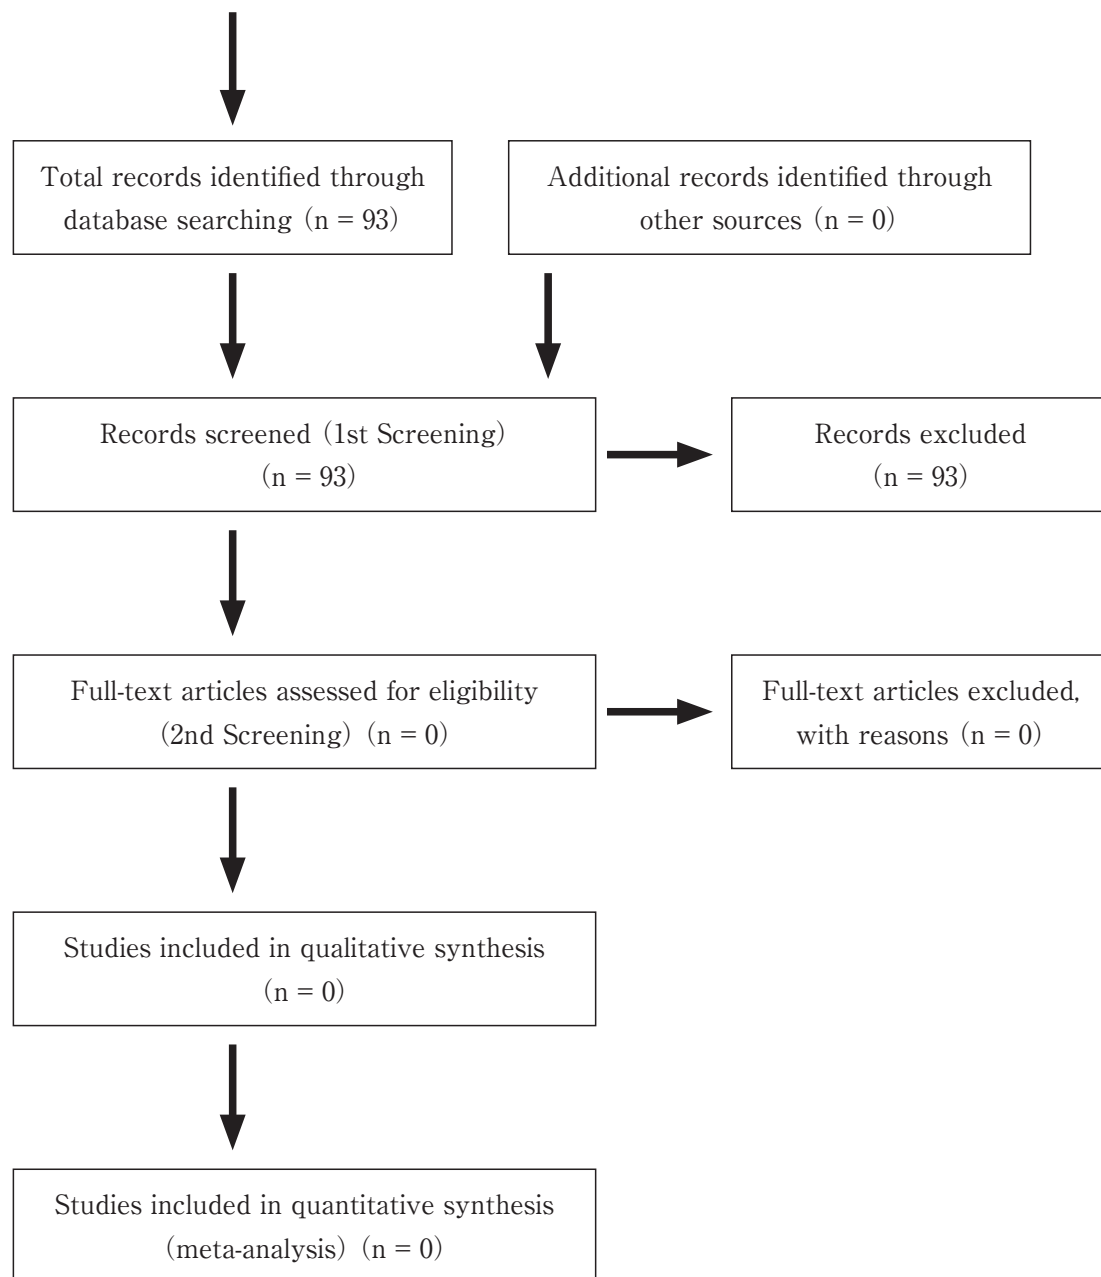 Total records identified through
database searching (n = 93)
Additional records identified through
other sources (n = 0)
Records screened (1st Screening)
(n = 93)
Records excluded
(n = 93)
Full-text articles assessed for eligibility
(2nd Screening) (n = 0)
Full-text articles excluded,
with reasons (n = 0)
Studies included in qualitative synthesis
(n = 0)
Studies included in quantitative synthesis
(meta-analysis) (n = 0)